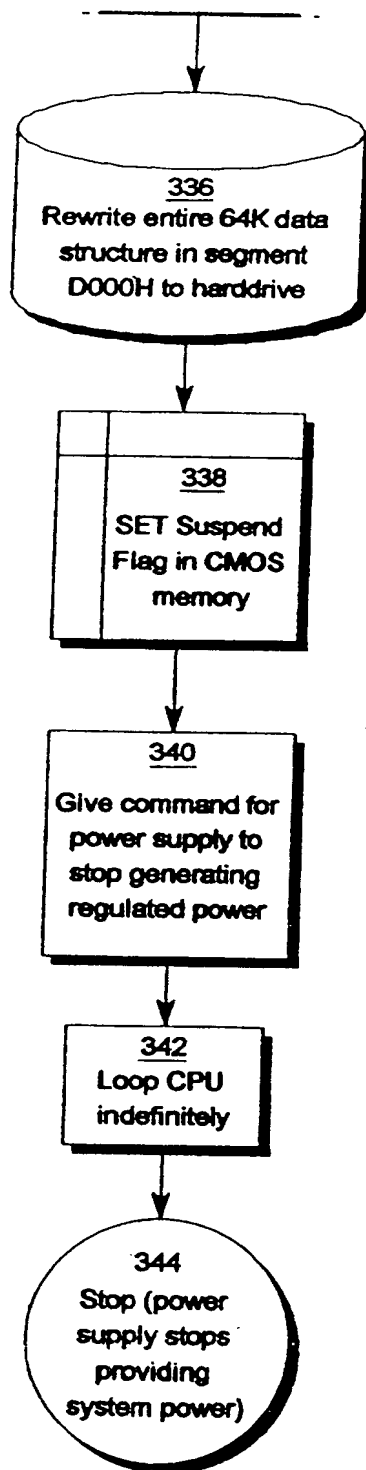 336
Rewrite entire 64K data
structure in segment
D000H to harddrive
338
SET Suspend
Flag in CMOS
memory
340
Give command for
power supply to
stop generating
regulated power
342
Loop CPU
indefinitely
344
Stop (power
supply stops
providing
system power)